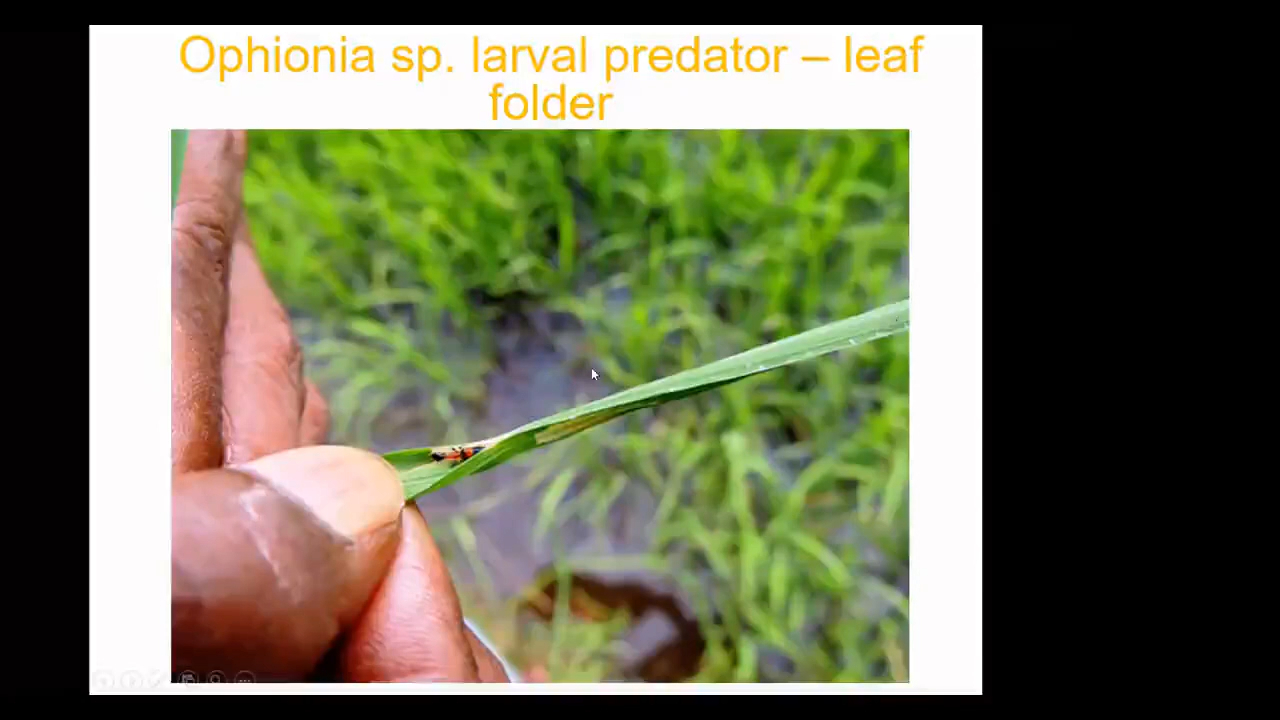 Ophionia sp. larval predator – leaf
folder